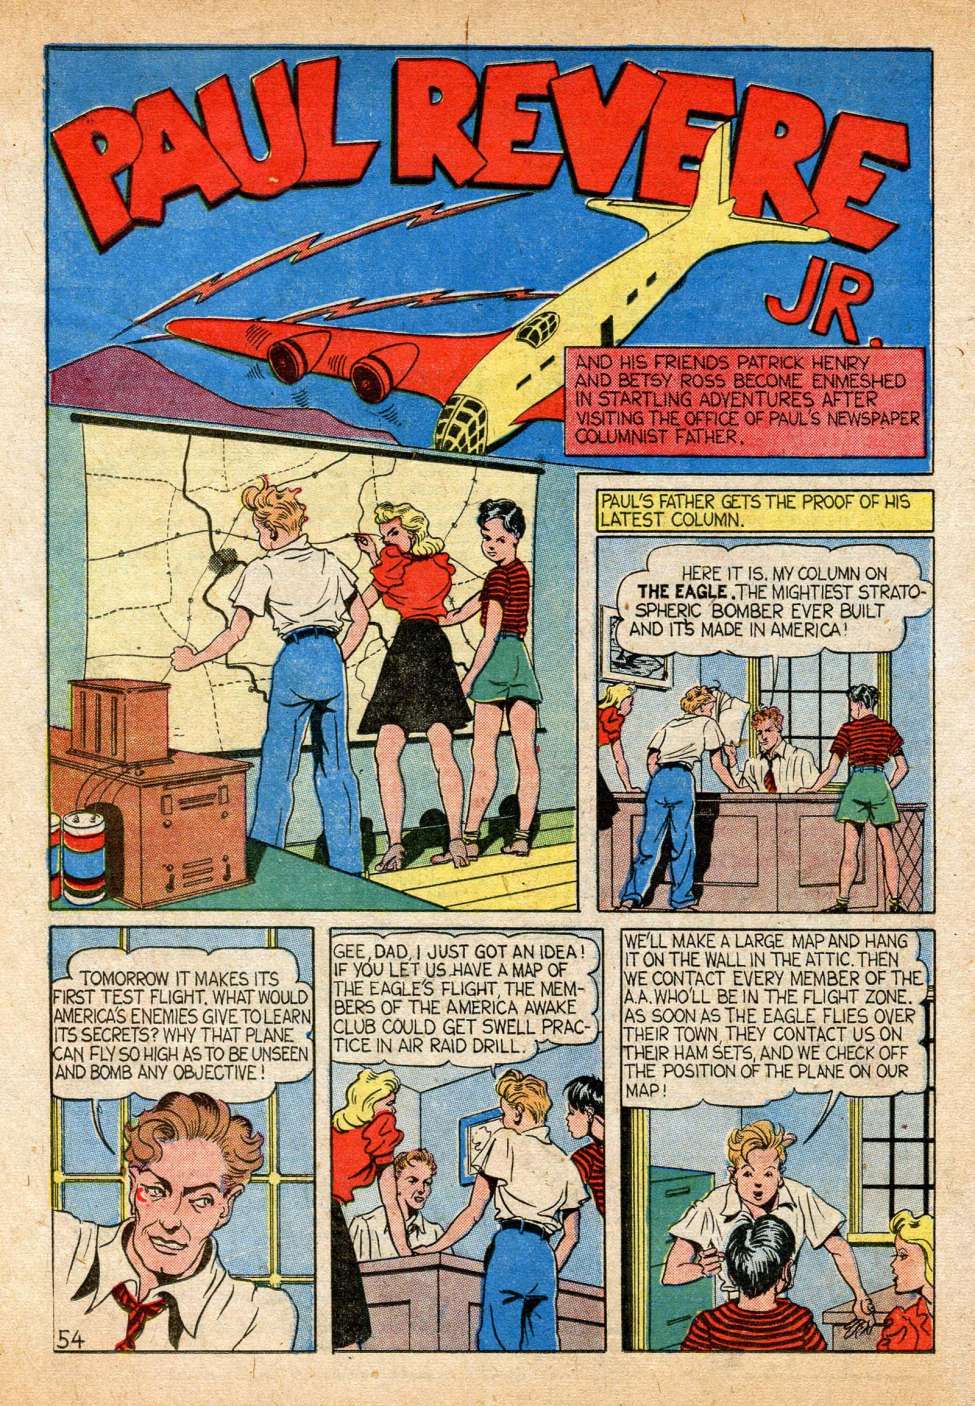 PAUL REVERE
JR.
AND HIS FRIENDS PATRICK HENRY
AND BETSY ROSS BECOME ENMESHED
IN STARTLING ADVENTURES AFTER
VISITING THE OFFICE OF PAUL'S NEWSPAPER
COLUMNIST FATHER.
PAUL'S FATHER GETS THE PROOF OF HIS
LATEST COLUMN.
HERE IT IS. MY COLUMN ON
THE EAGLE. THE MIGHTIEST STRATO-
SPHERIC BOMBER EVER BUILT
AND IT'S MADE IN AMERICA!
TOMORROW IT MAKES ITS
FIRST TEST FLIGHT. WHAT WOULD
AMERICA'S ENEMIES GIVE TO LEARN
ITS SECRETS? WHY THAT PLANE
CAN FLY SO HIGH AS TO BE UNSEEN
AND BOMB ANY OBJECTIVE!
GEE, DAD, I JUST GOT AN IDEA!
IF YOU LET US HAVE A MAP OF
THE EAGLE'S FLIGHT, THE MEM-
BERS OF THE AMERICA AWAKE
CLUB COULD GET SWELL PRAC-
TICE IN AIR RAID DRILL.
WE'LL MAKE A LARGE MAP AND HANG
IT ON THE WALL IN THE ATTIC. THEN
WE CONTACT EVERY MEMBER OF THE
A.A. WHO'LL BE IN THE FLIGHT ZONE.
AS SOON AS THE EAGLE FLIES OVER
THEIR TOWN, THEY CONTACT US ON
THEIR HAM SETS, AND WE CHECK OFF
THE POSITION OF THE PLANE ON OUR
MAP!
54